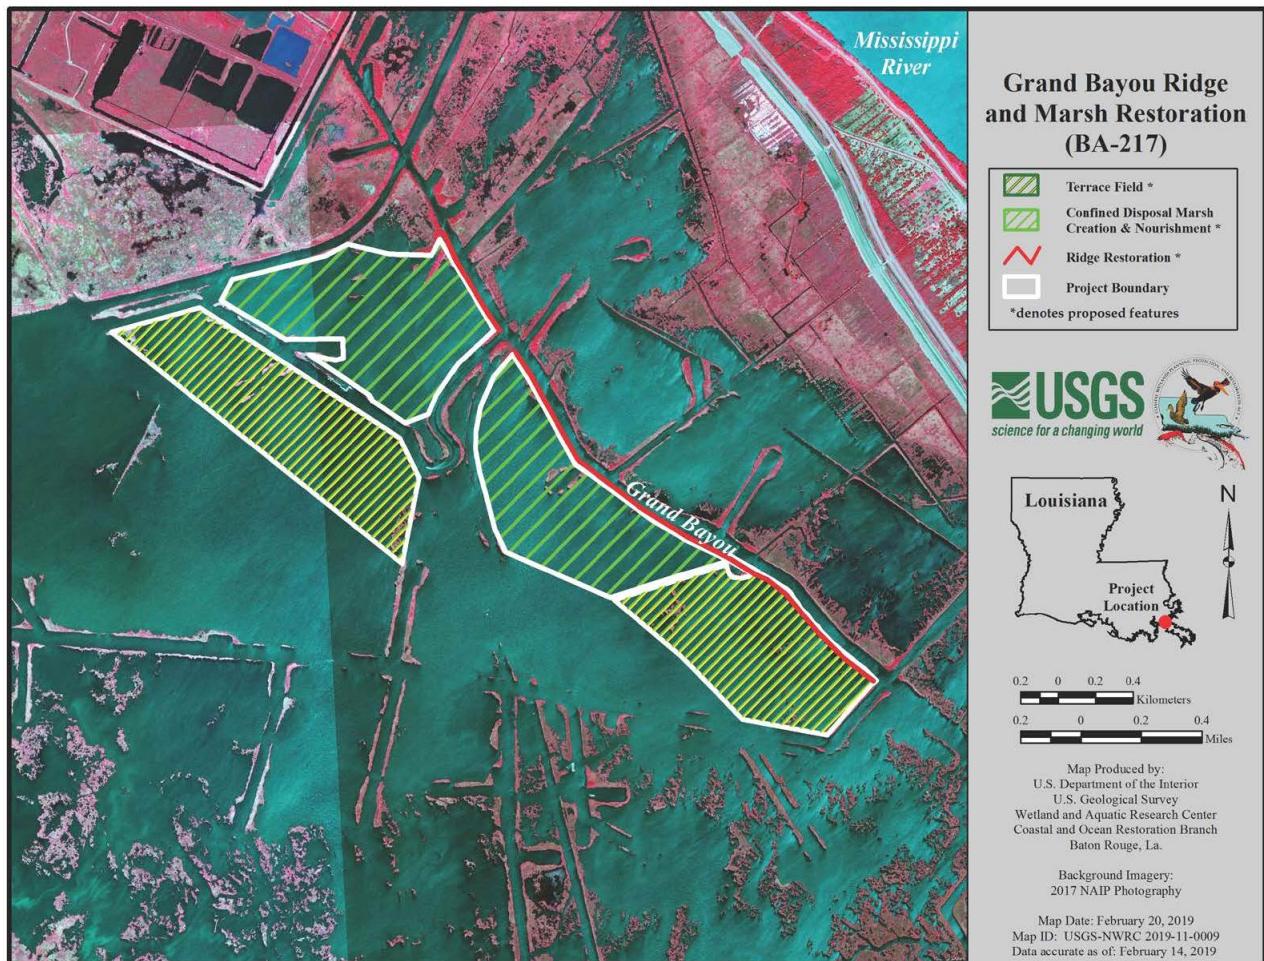 Mississippi
River
Grand Bayou
Grand Bayou Ridge
and Marsh Restoration
(BA-217)
Terrace Field *
Confined Disposal Marsh
Creation & Nourishment *
Ridge Restoration *
Project Boundary
*denotes proposed features
USGS
science for a changing world
Louisiana
N
Project
Location
0.2 0 0.2 0.4
Kilometers
0.2 0 0.2 0.4
Miles
Map Produced by:
U.S. Department of the Interior
U.S. Geological Survey
Wetland and Aquatic Research Center
Coastal and Ocean Restoration Branch
Baton Rouge, La.
Background Imagery:
2017 NAIP Photography
Map Date: February 20, 2019
Map ID: USGS-NWRC 2019-11-0009
Data accurate as of: February 14, 2019